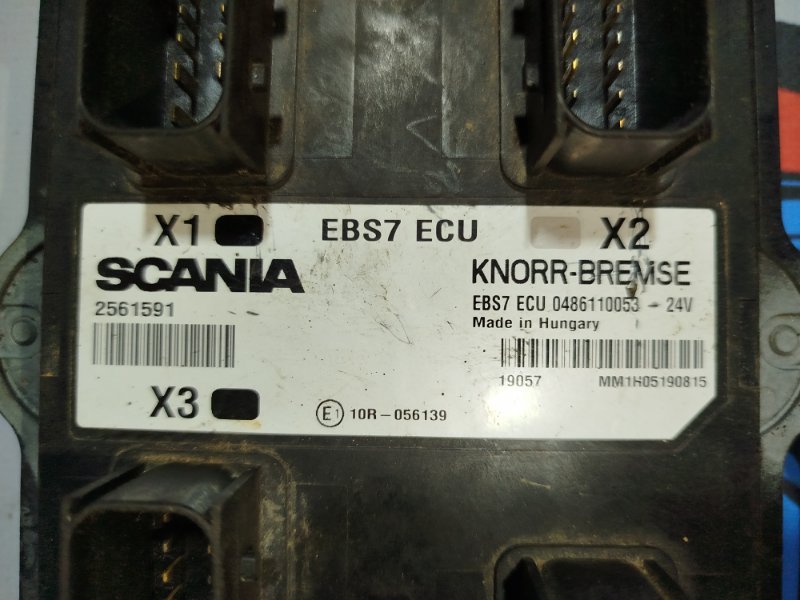 X1 EBS7 ECU X2
SCANIA KNORR-BREMSE
2561591 EBS7 ECU 0486110053 - 24V
Made in Hungary
19057 MM1H05190815
X3 E1 10R-056139